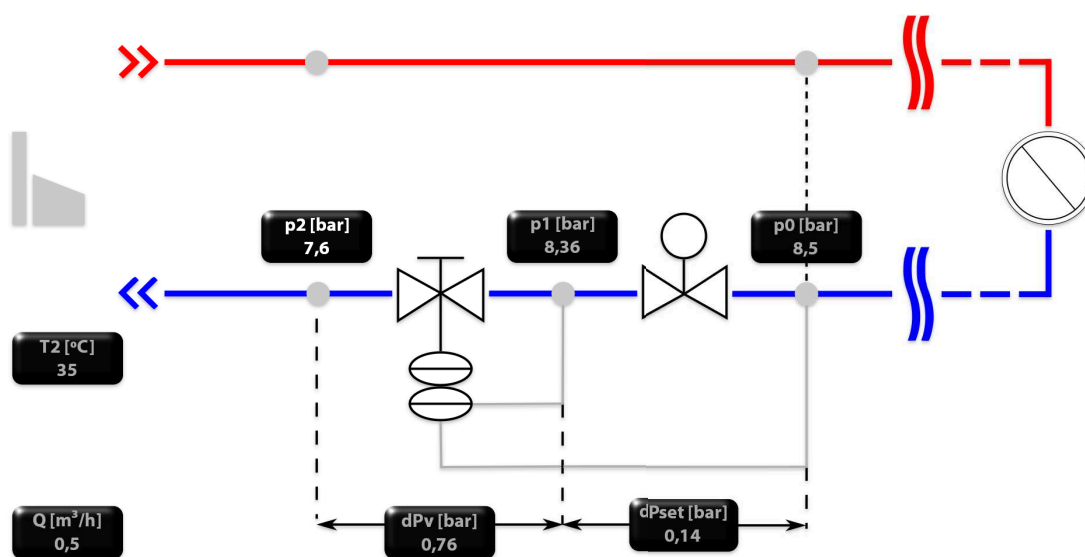 p2 [bar]
7,6
p1 [bar]
8,36
p0 [bar]
8,5
T2 [ºC]
35
Q [m³/h]
0,5
dPv [bar]
0,76
dPset [bar]
0,14